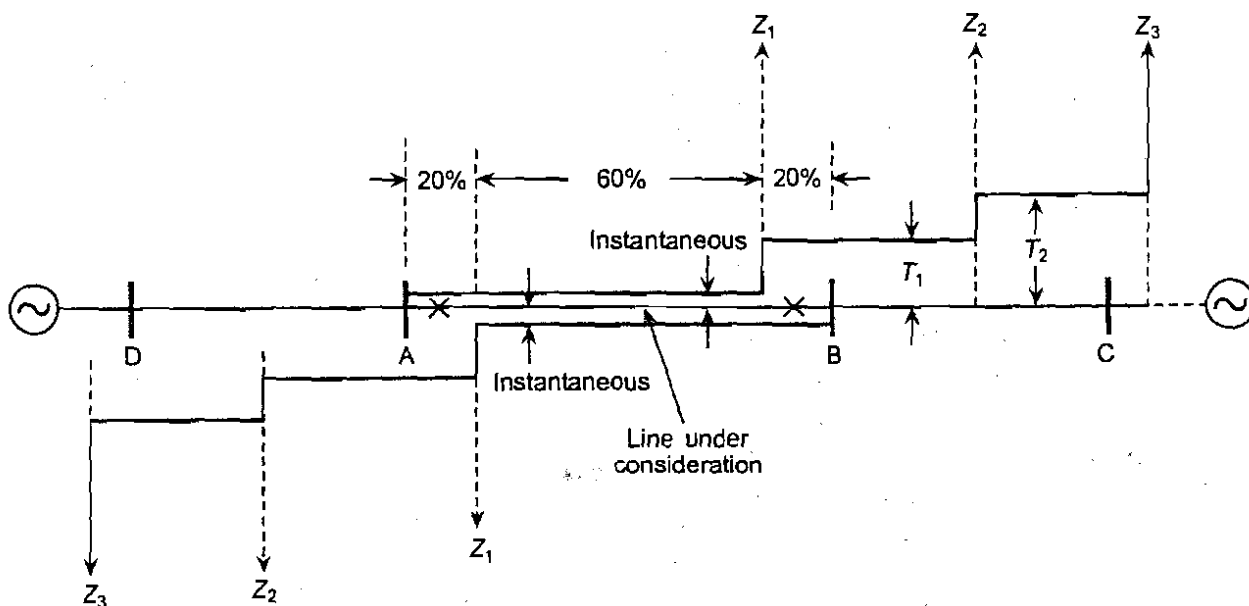 Z1 Z2 Z3
20% 60% 20%
Instantaneous
T1 T2
D A B C
Instantaneous
Line under
consideration
Z1
Z2
Z3